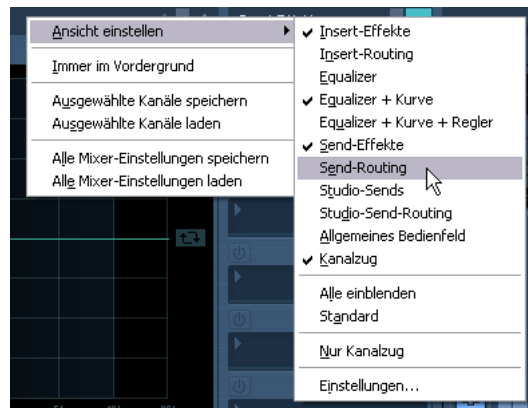 Ansicht einstellen
Immer im Vordergrund
Ausgewählte Kanäle speichern
Ausgewählte Kanäle laden
Alle Mixer-Einstellungen speichern
Alle Mixer-Einstellungen laden
Insert-Effekte
Insert-Routing
Equalizer
Equalizer + Kurve
Equalizer + Kurve + Regler
Send-Effekte
Send-Routing
Studio-Sends
Studio-Send-Routing
Allgemeines Bedienfeld
Kanalzug
Alle einblenden
Standard
Nur Kanalzug
Einstellungen...